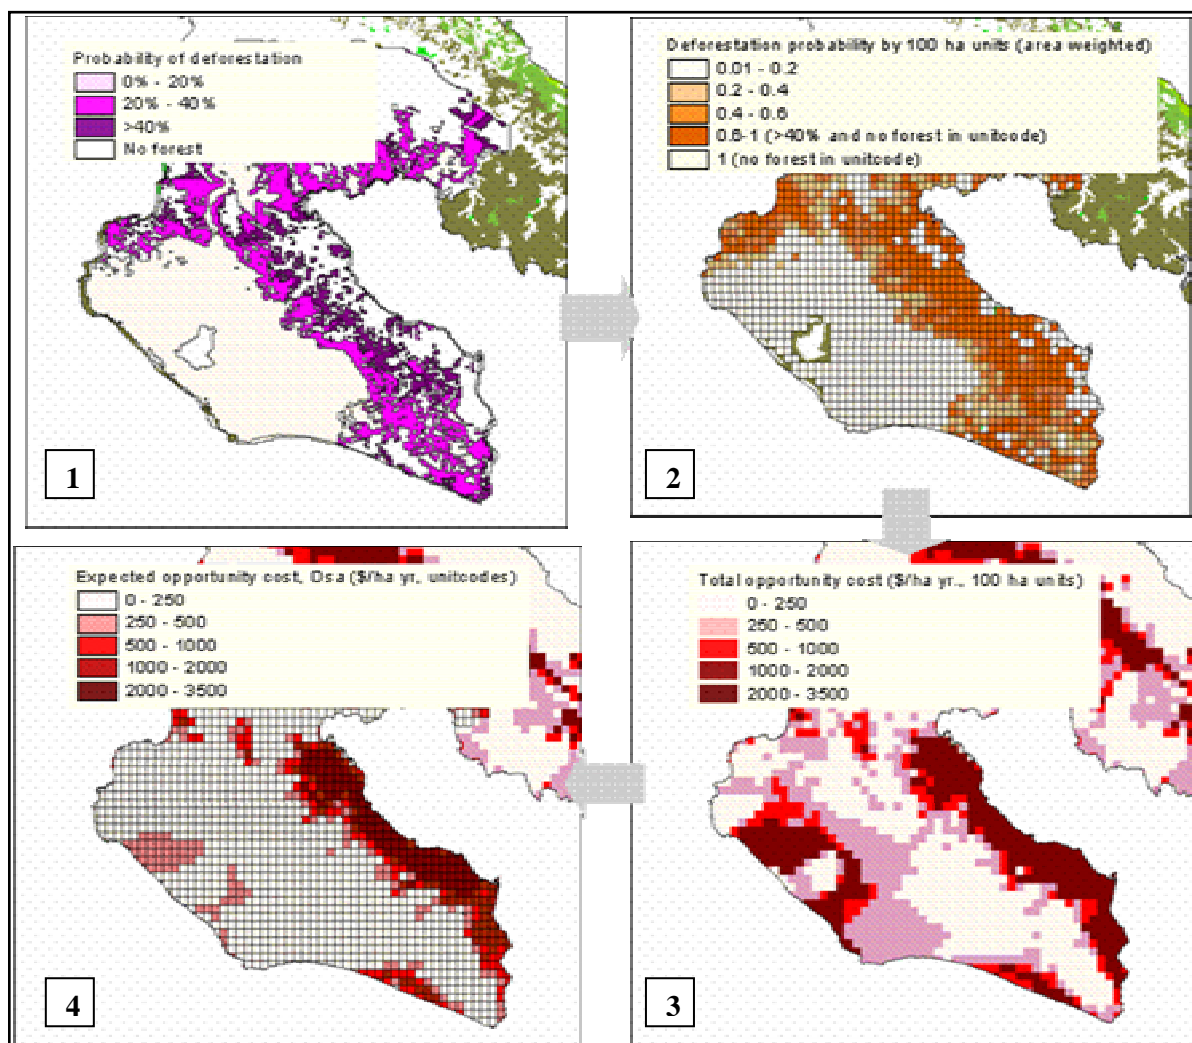 Probability of deforestation
0% - 20%
20% - 40%
>40%
No forest
1
Deforestation probability by 100 ha units (area weighted)
0.01 - 0.2
0.2 - 0.4
0.4 - 0.6
0.6-1 (>40% and no forest in unitcode)
1 (no forest in unitcode)
2
Expected opportunity cost, Osa ($/ha yr, unitcodes)
0 - 250
250 - 500
500 - 1000
1000 - 2000
2000 - 3500
4
Total opportunity cost ($/ha yr., 100 ha units)
0 - 250
250 - 500
500 - 1000
1000 - 2000
2000 - 3500
3